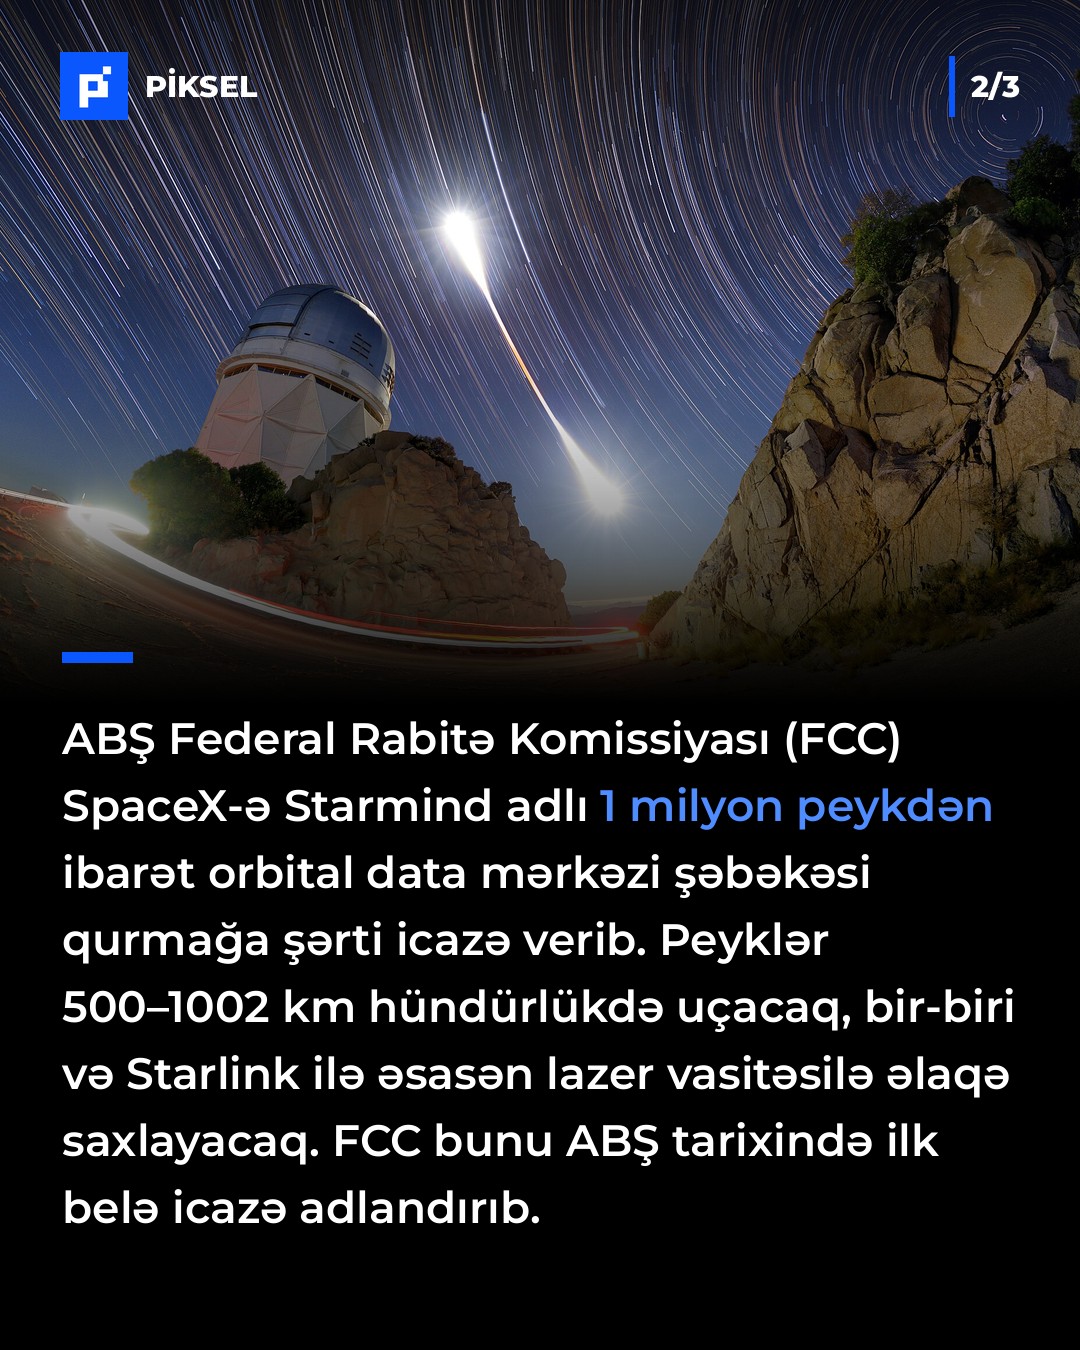 PİKSEL
2/3
ABŞ Federal Rabitə Komissiyası (FCC)
SpaceX-ə Starmind adlı 1 milyon peykdən
ibarət orbital data mərkəzi şəbəkəsi
qurmağa şərti icazə verib. Peyklər
500–1002 km hündürlükdə uçacaq, bir-biri
və Starlink ilə əsasən lazer vasitəsilə əlaqə
saxlayacaq. FCC bunu ABŞ tarixində ilk
belə icazə adlandırıb.